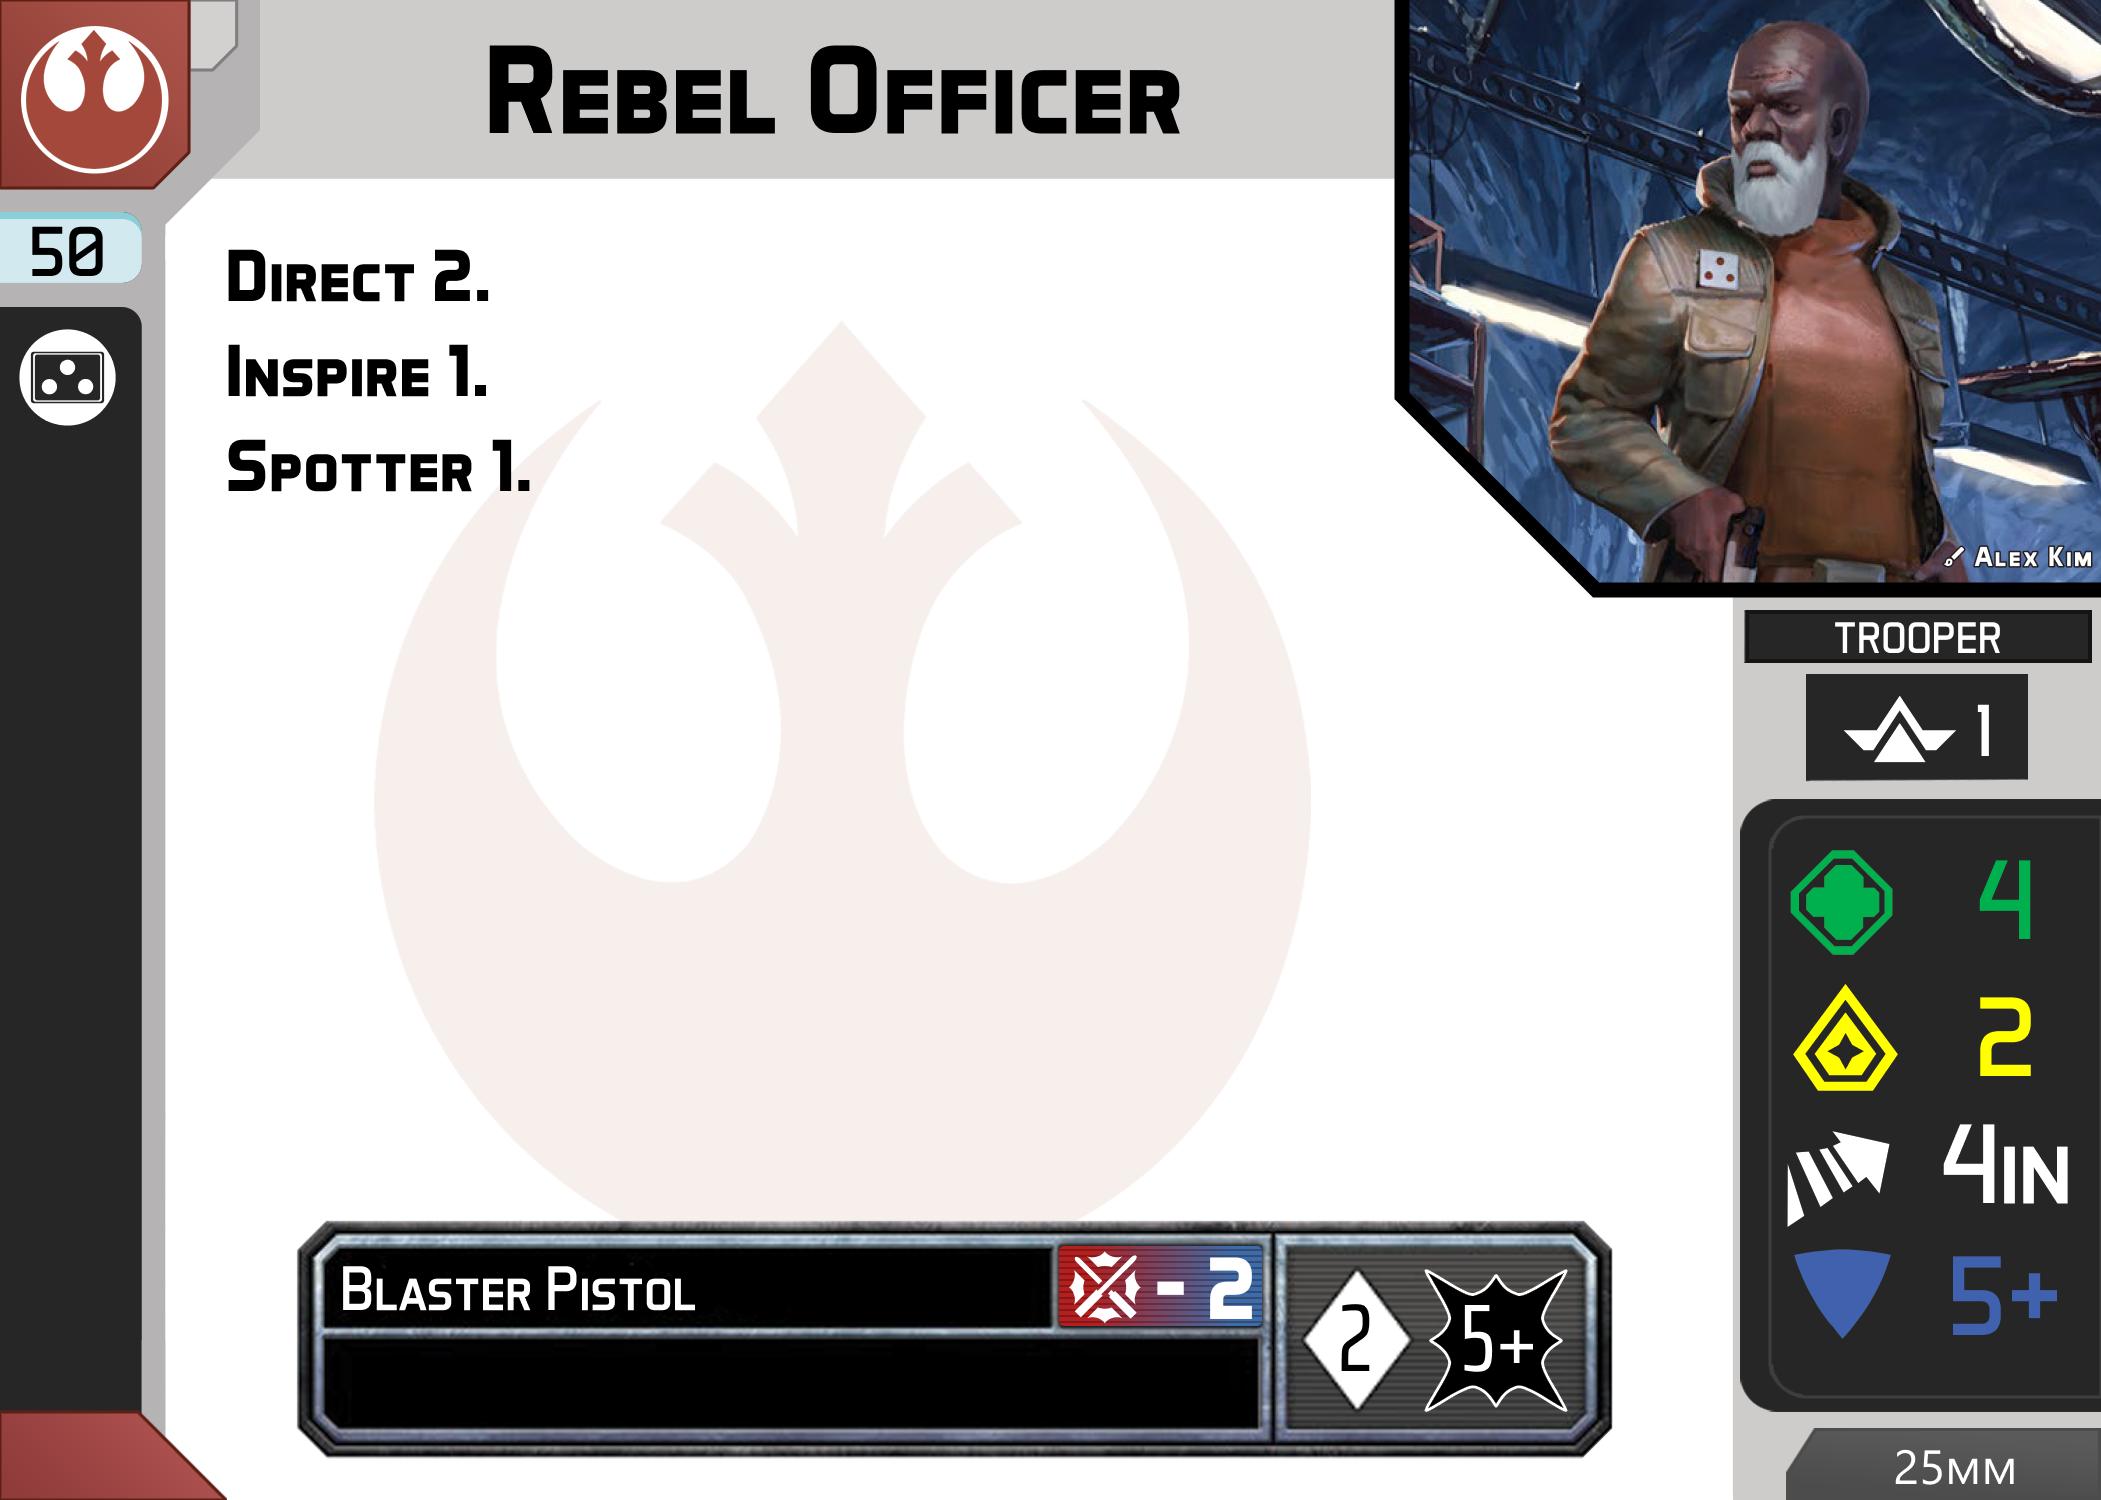 REBEL OFFICER
50
DIRECT 2.
INSPIRE 1.
SPOTTER 1.
ALEX KIM
TROOPER
1
4
2
4IN
5+
BLASTER PISTOL
- 2
2
5+
25MM